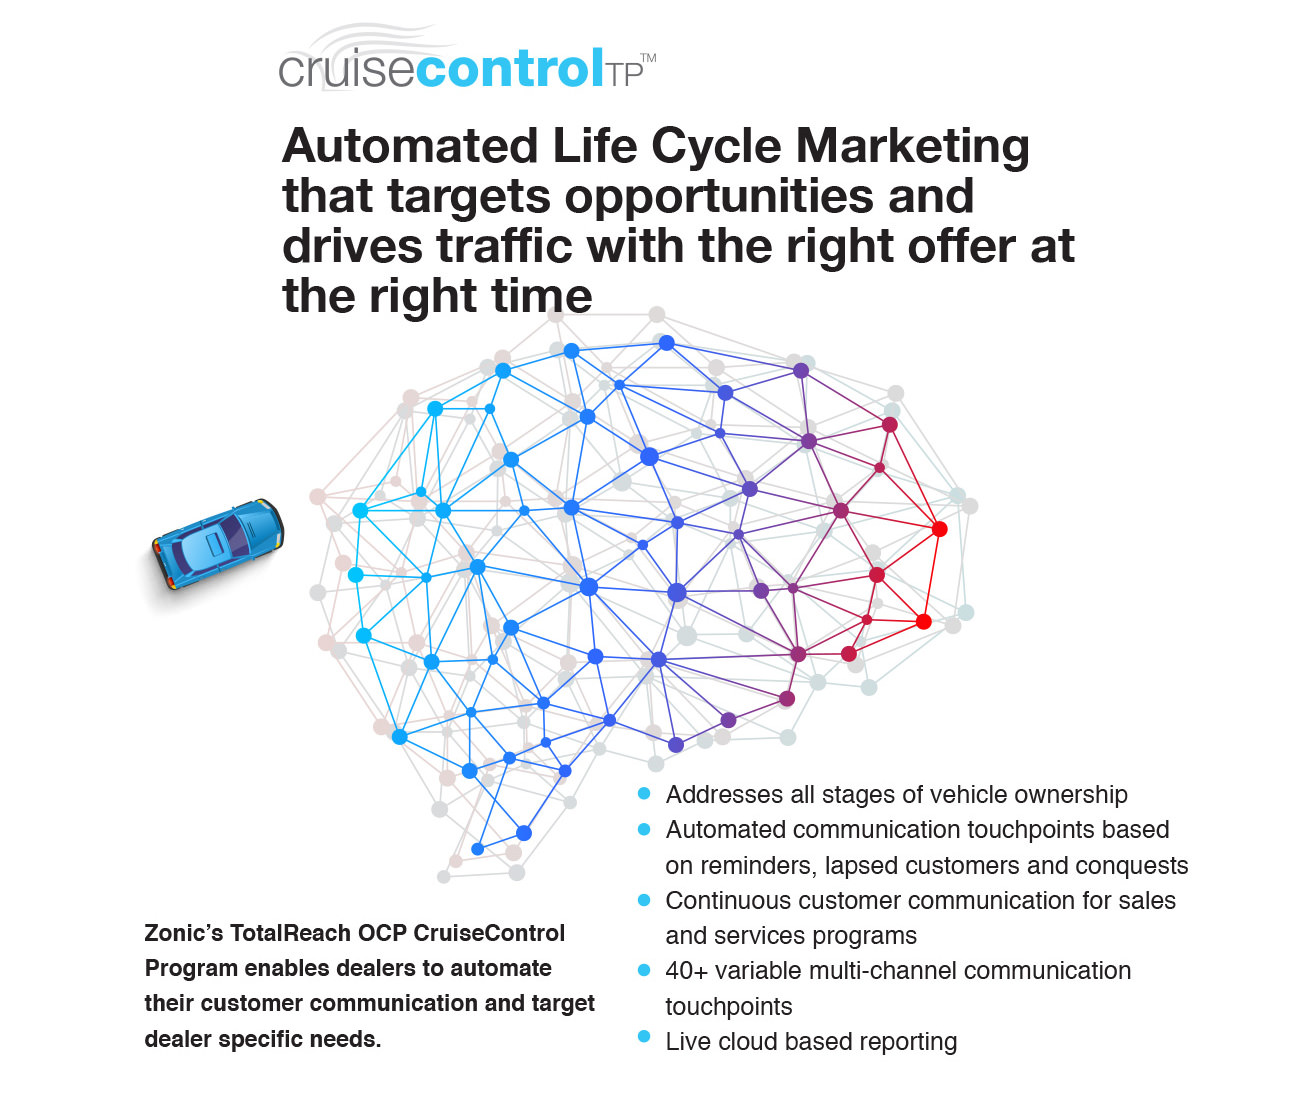 cruisecontrolTP™
Automated Life Cycle Marketing
that targets opportunities and
drives traffic with the right offer at
the right time
Addresses all stages of vehicle ownership
Automated communication touchpoints based
on reminders, lapsed customers and conquests
Continuous customer communication for sales
and services programs
40+ variable multi-channel communication
touchpoints
Live cloud based reporting
Zonic’s TotalReach OCP CruiseControl
Program enables dealers to automate
their customer communication and target
dealer specific needs.